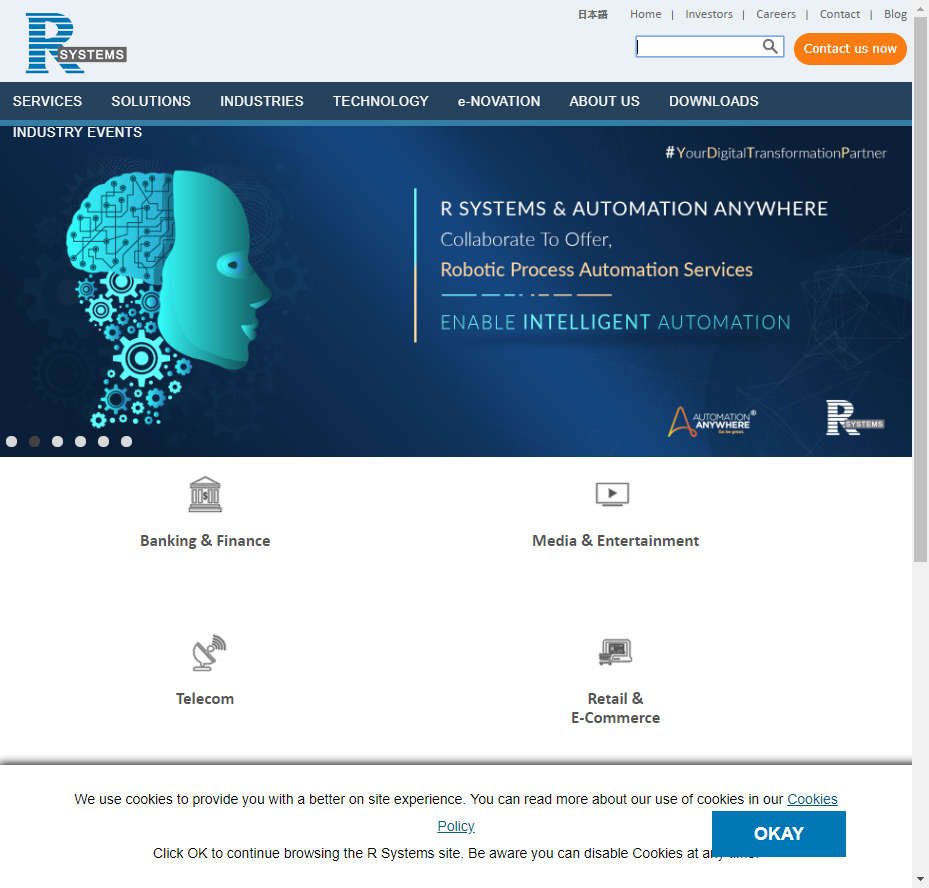 R SYSTEMS
日本語 Home | Investors | Careers | Contact | Blog
Contact us now
SERVICES SOLUTIONS INDUSTRIES TECHNOLOGY e-NOVATION ABOUT US DOWNLOADS
INDUSTRY EVENTS
#YourDigitalTransformationPartner
R SYSTEMS & AUTOMATION ANYWHERE
Collaborate To Offer,
Robotic Process Automation Services
ENABLE INTELLIGENT AUTOMATION
AUTOMATION
ANYWHERE®
Go be great.
R SYSTEMS
Banking & Finance
Media & Entertainment
Telecom
Retail &
E-Commerce
We use cookies to provide you with a better on site experience. You can read more about our use of cookies in our Cookies
Policy
OKAY
Click OK to continue browsing the R Systems site. Be aware you can disable Cookies at any time.